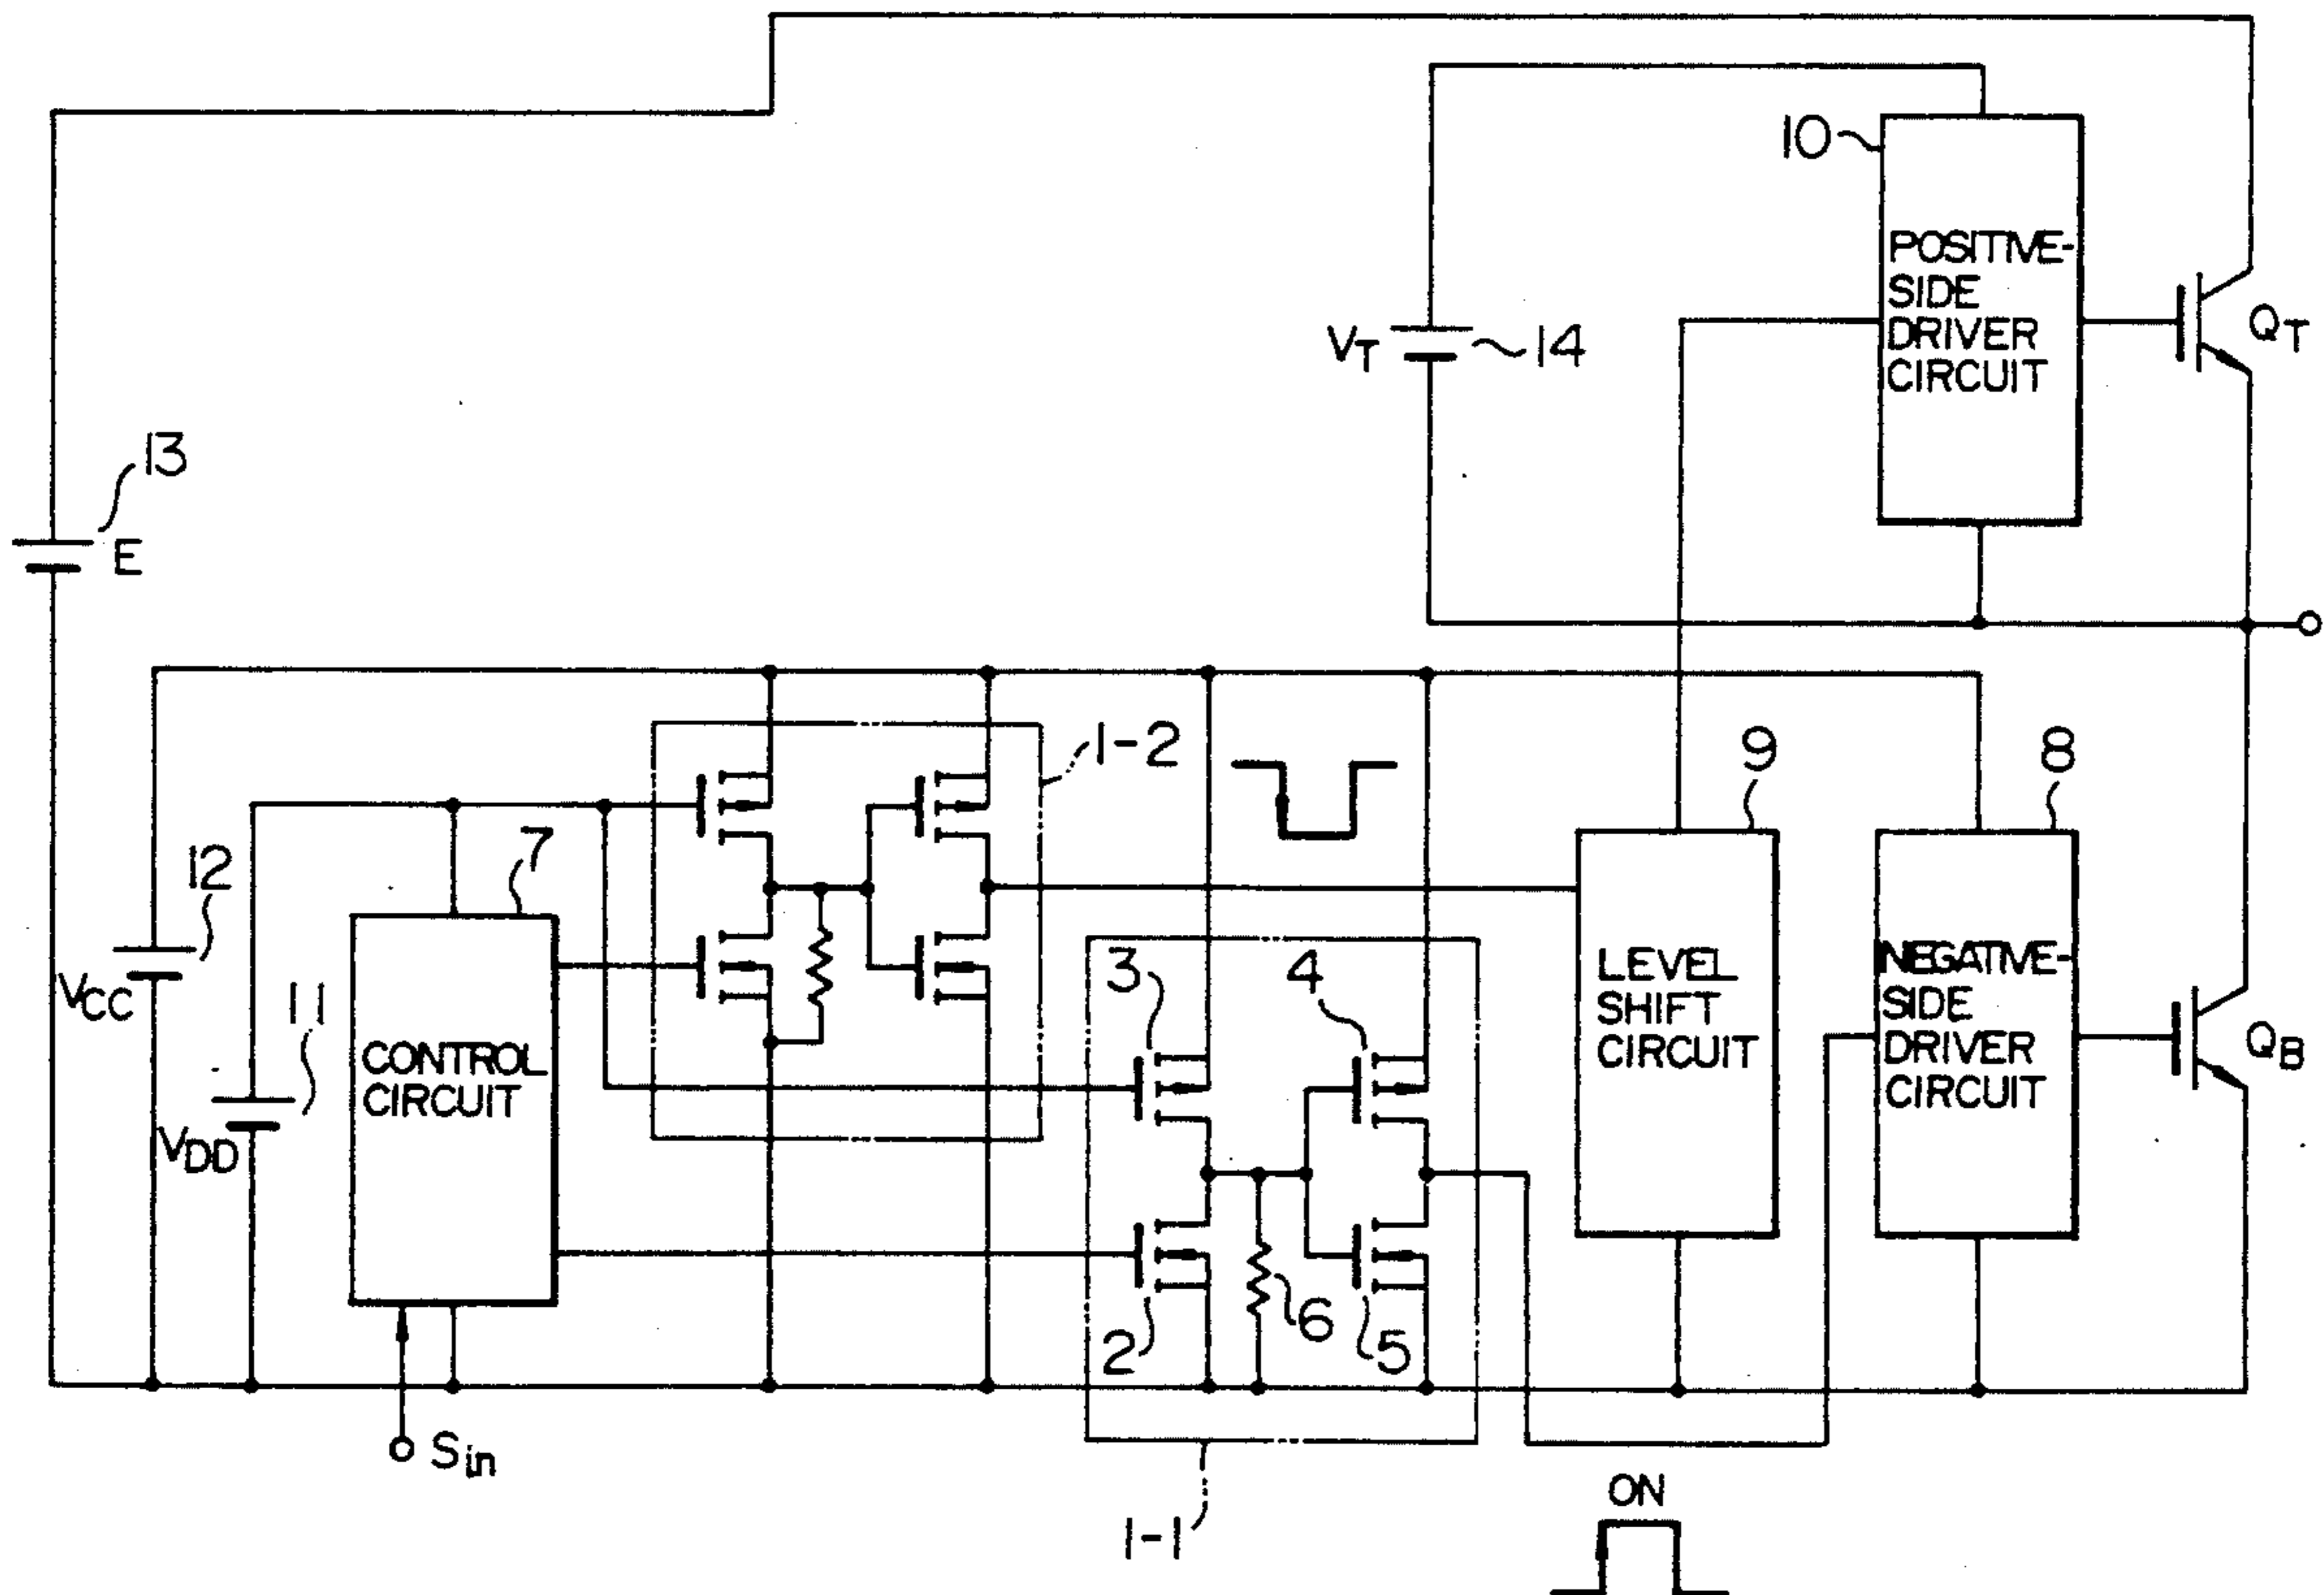 10
POSITIVE-
SIDE
DRIVER
CIRCUIT
QT
VT
14
13
E
1-2
9
8
7
12
VCC
11
VDD
CONTROL
CIRCUIT
3
4
LEVEL
SHIFT
CIRCUIT
NEGATIVE-
SIDE
DRIVER
CIRCUIT
QB
2
6
5
Sin
1-1
ON